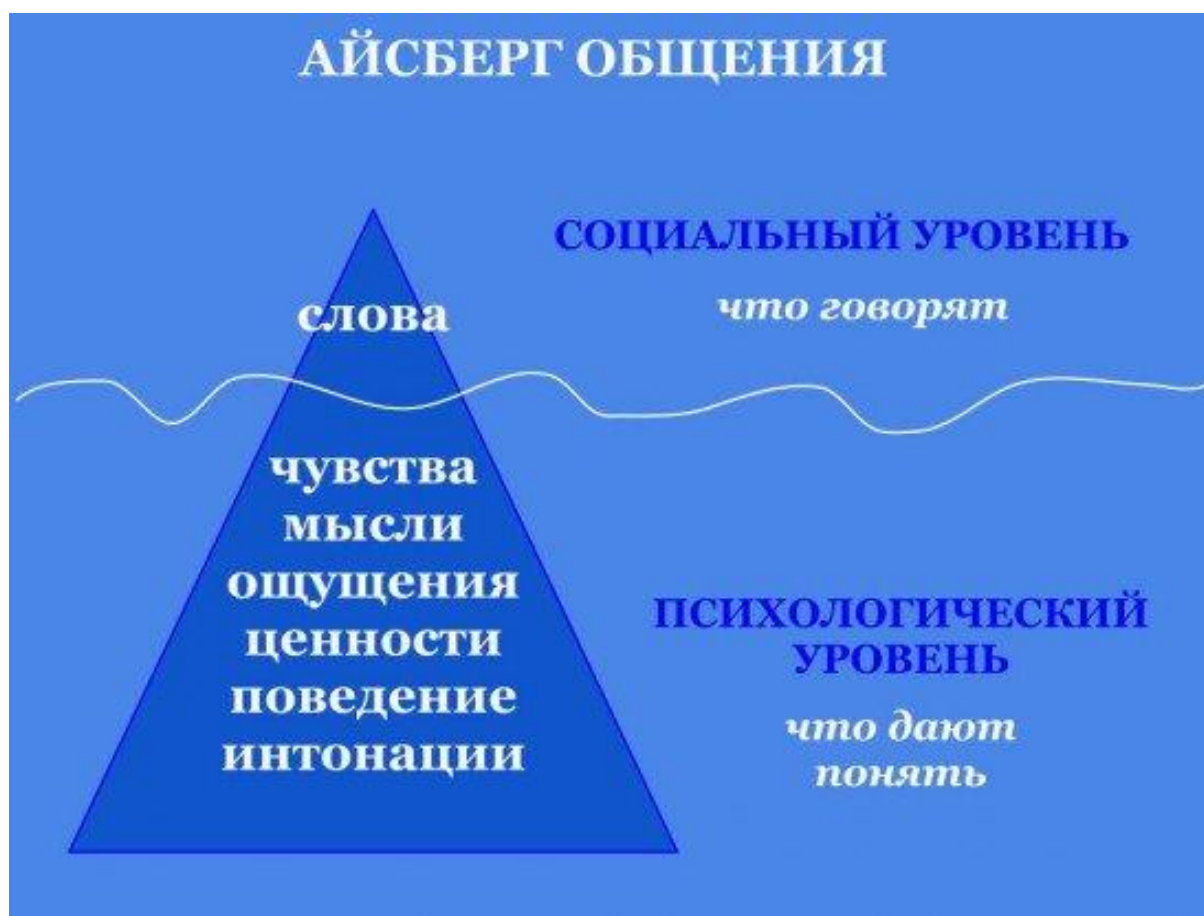 АЙСБЕРГ ОБЩЕНИЯ
СОЦИАЛЬНЫЙ УРОВЕНЬ
что говорят
слова
чувства
мысли
ощущения
ценности
поведение
интонации
ПСИХОЛОГИЧЕСКИЙ
УРОВЕНЬ
что дают
понять